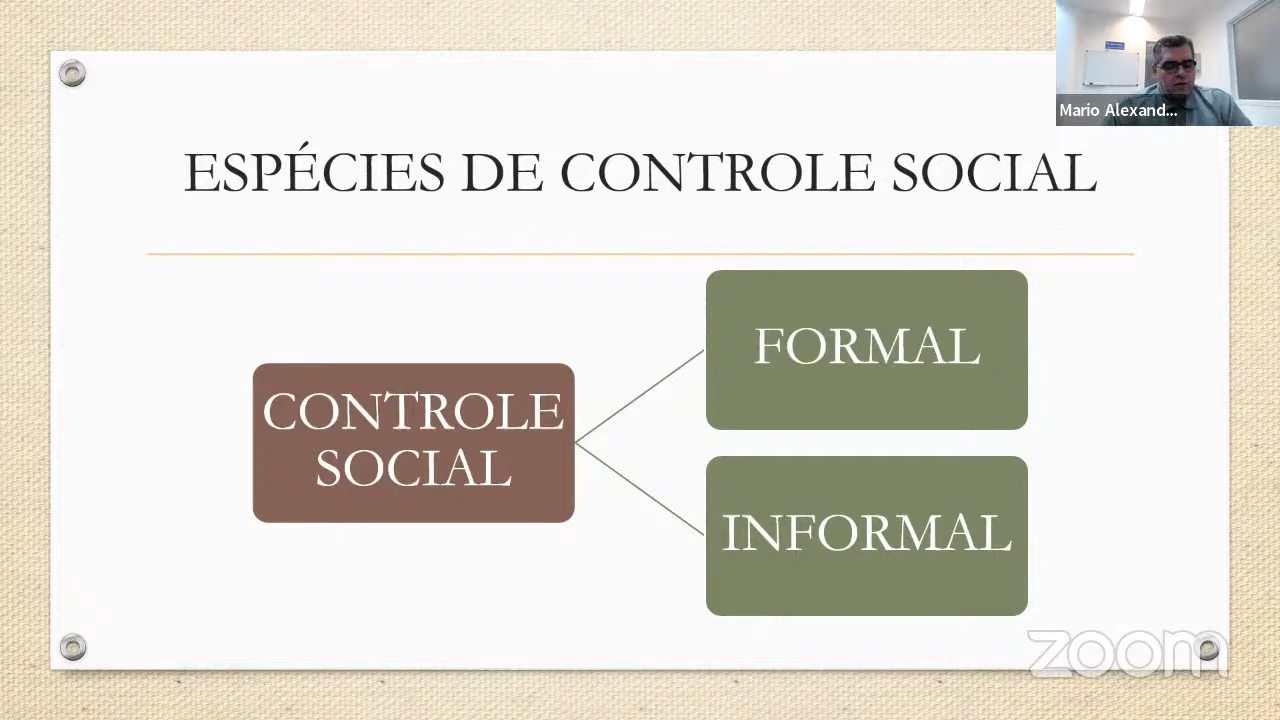 Mario Alexand...
ESPÉCIES DE CONTROLE SOCIAL
CONTROLE
SOCIAL
FORMAL
INFORMAL
zoom